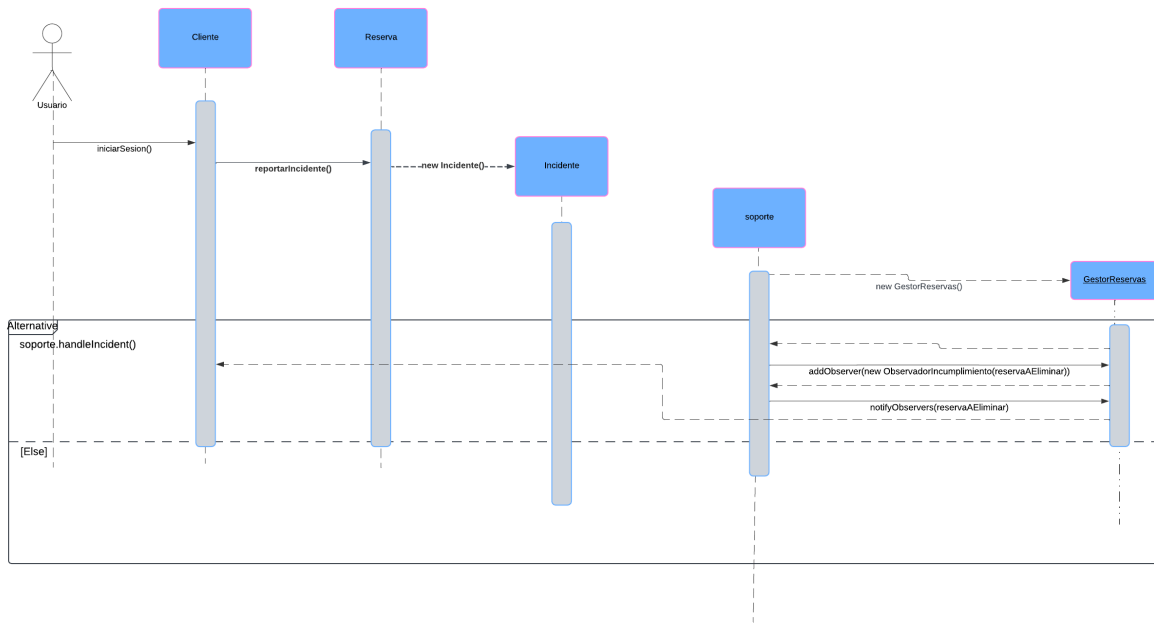 Cliente
Reserva
Usuario
iniciarSesion()
reportarIncidente()
new Incidente()
Incidente
soporte
new GestorReservas()
GestorReservas
Alternative
soporte.handleIncident()
addObserver(new ObservadorIncumplimiento(reservaAEliminar))
notifyObservers(reservaAEliminar)
[Else]